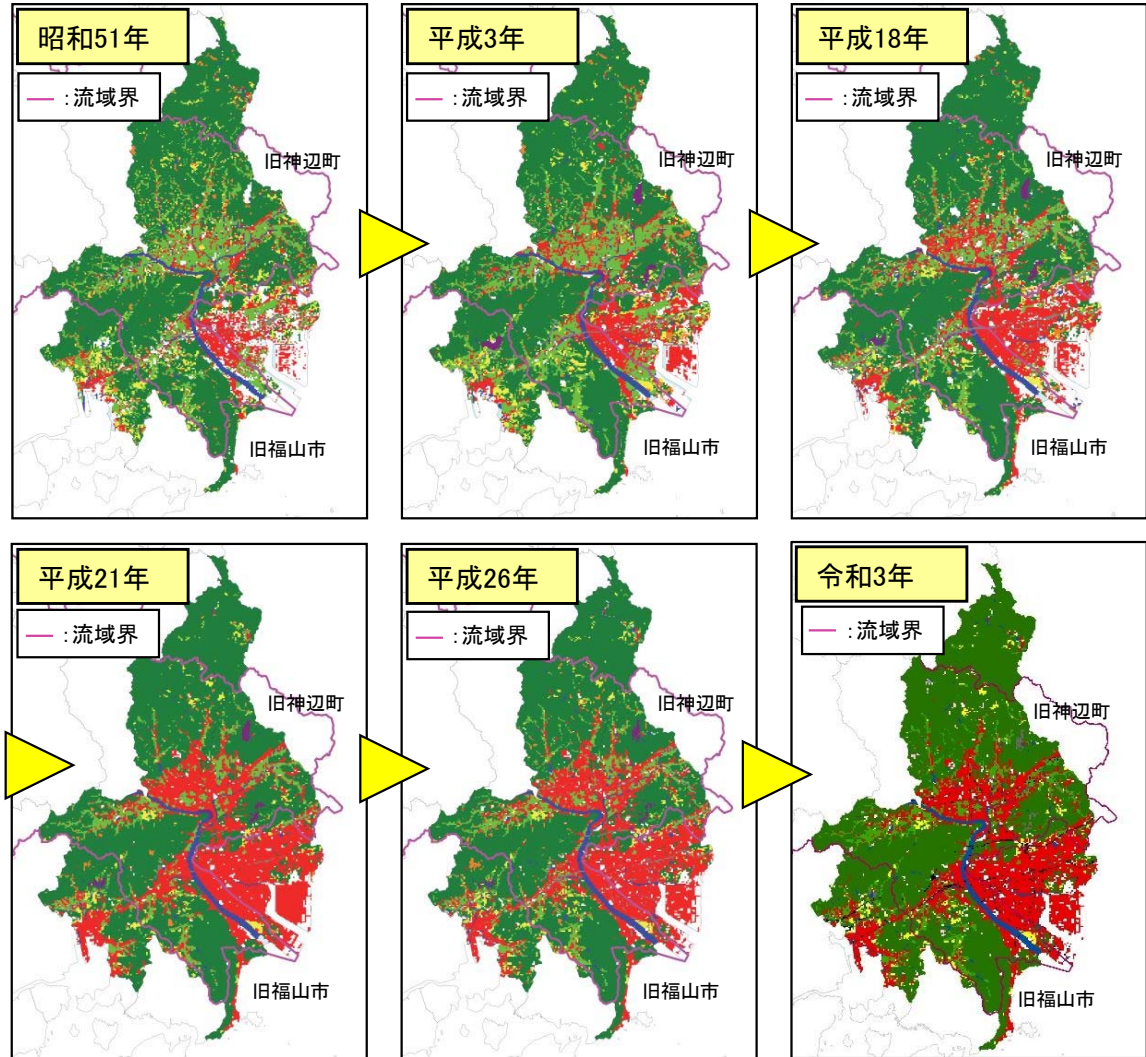 昭和51年
― : 流域界
旧神辺町
旧福山市
平成3年
― : 流域界
旧神辺町
旧福山市
平成18年
― : 流域界
旧神辺町
旧福山市
平成21年
― : 流域界
旧神辺町
旧福山市
平成26年
― : 流域界
旧神辺町
旧福山市
令和3年
― : 流域界
旧神辺町
旧福山市